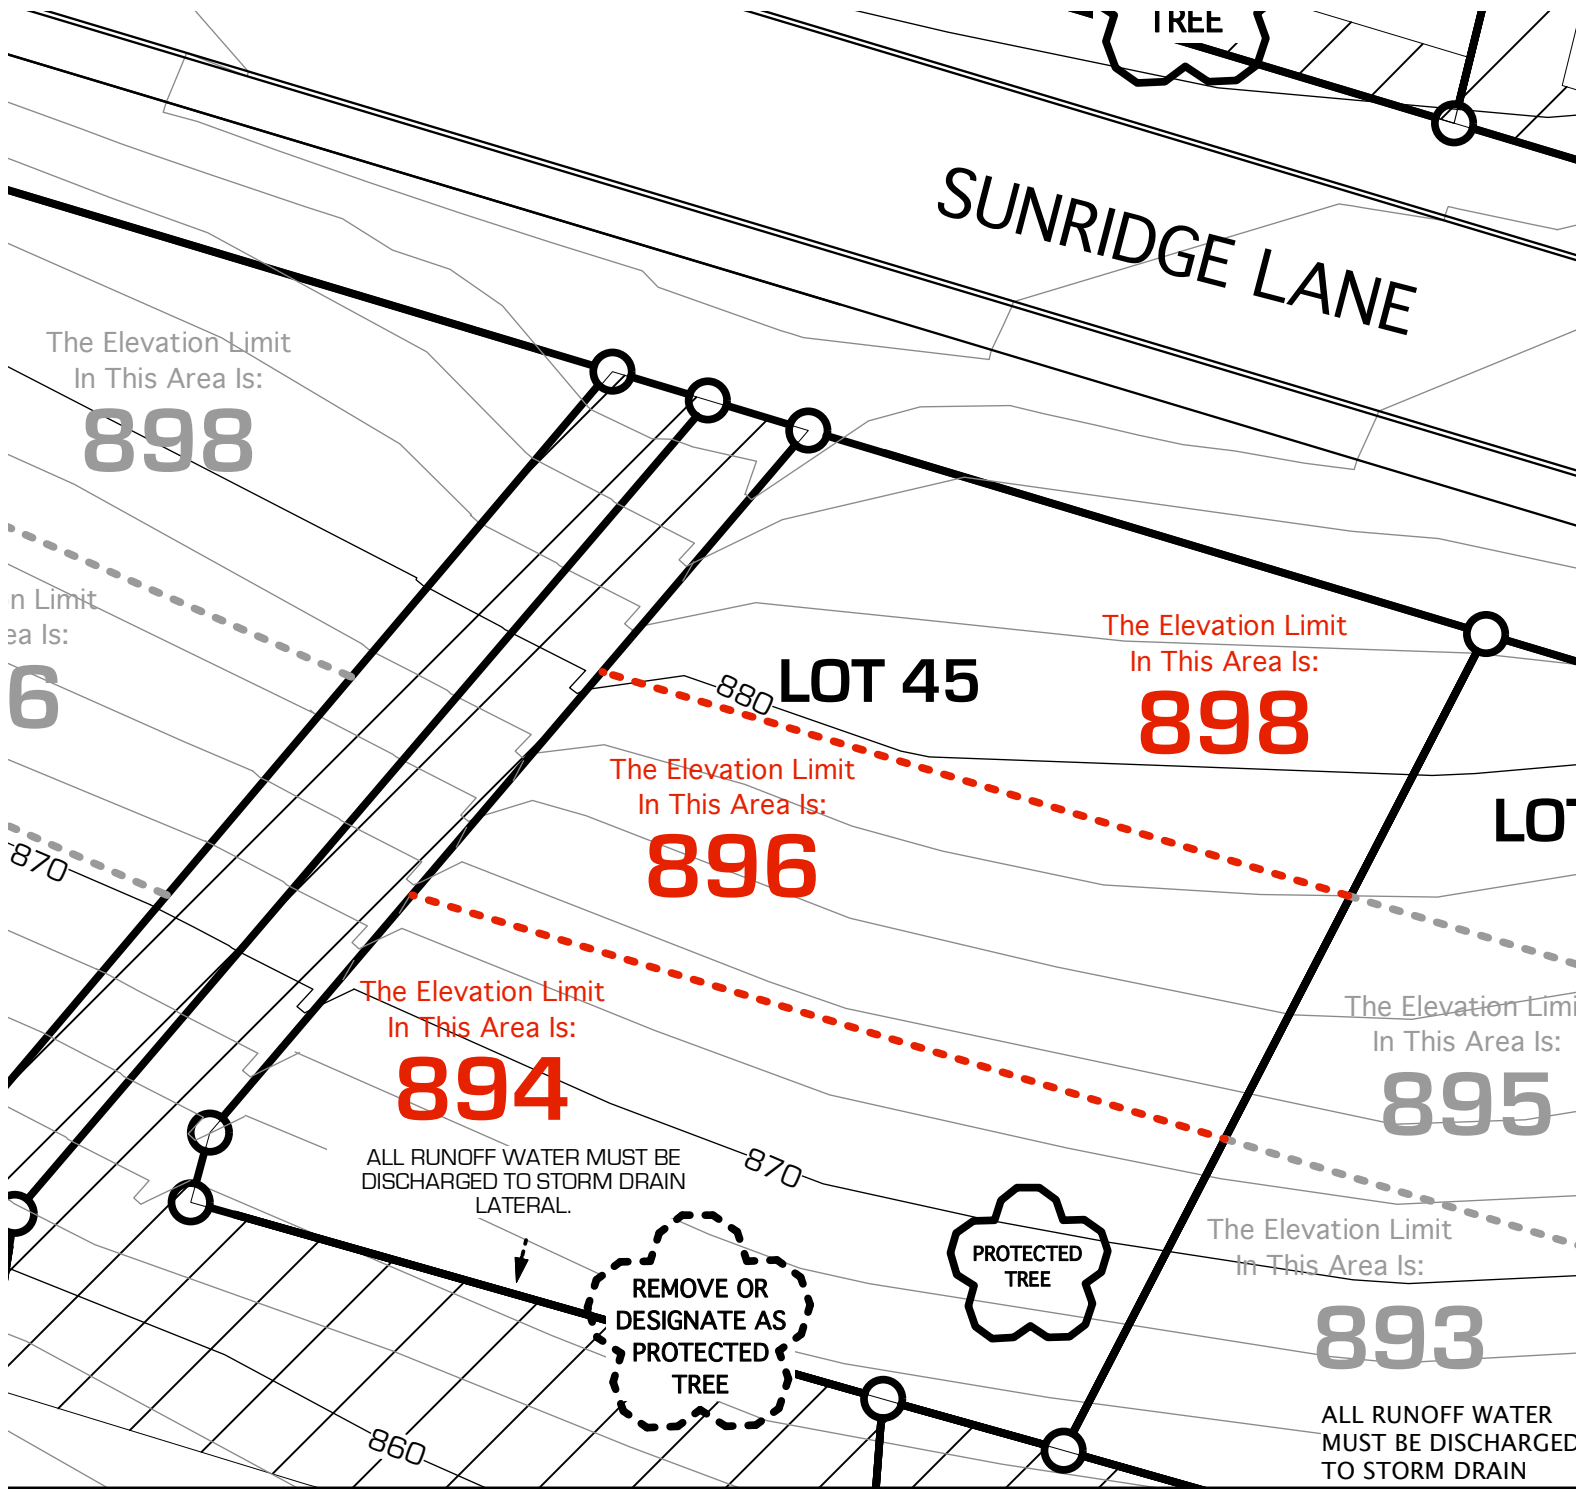 TREE
SUNRIDGE LANE
The Elevation Limit
In This Area Is:
898
n Limit
ea Is:
6
870
The Elevation Limit
In This Area Is:
898
LOT 45
880
The Elevation Limit
In This Area Is:
896
LOT
The Elevation Limit
In This Area Is:
894
ALL RUNOFF WATER MUST BE
DISCHARGED TO STORM DRAIN
LATERAL.
870
The Elevation Limi
In This Area Is:
895
REMOVE OR
DESIGNATE AS
PROTECTED
TREE
PROTECTED
TREE
The Elevation Limit
In This Area Is:
893
ALL RUNOFF WATER
MUST BE DISCHARGED
TO STORM DRAIN
860